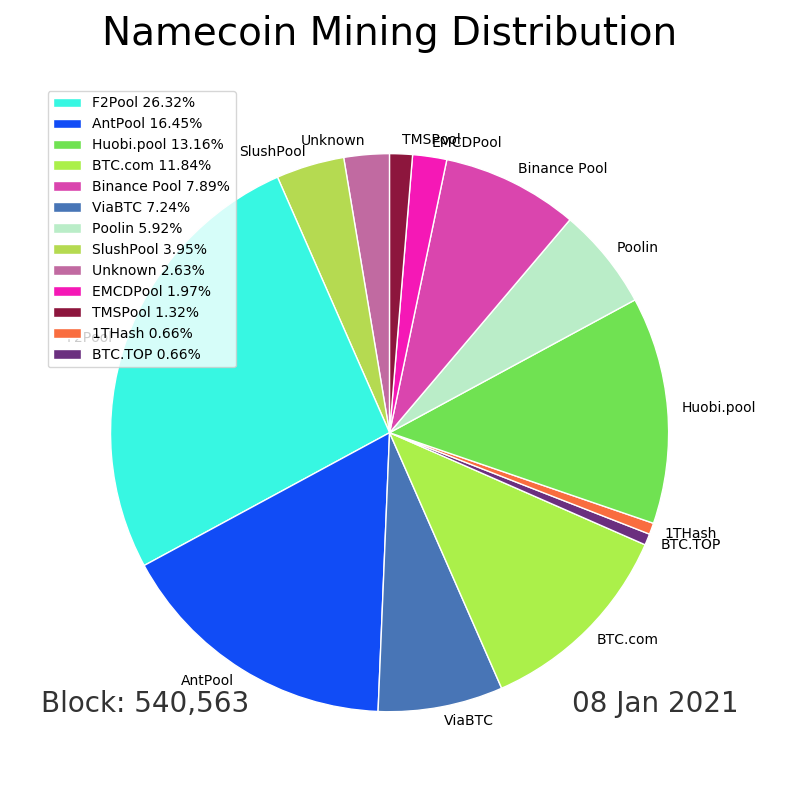 Namecoin Mining Distribution
F2Pool 26.32%
AntPool 16.45%
Huobi.pool 13.16%
BTC.com 11.84%
Binance Pool 7.89%
ViaBTC 7.24%
Poolin 5.92%
SlushPool 3.95%
Unknown 2.63%
EMCDPool 1.97%
TMSPool 1.32%
1THash 0.66%
BTC.TOP 0.66%
F2Pool
SlushPool
Unknown
TMSPool
EMCDPool
Binance Pool
Poolin
Huobi.pool
1THash
BTC.TOP
BTC.com
ViaBTC
AntPool
Block: 540,563
08 Jan 2021